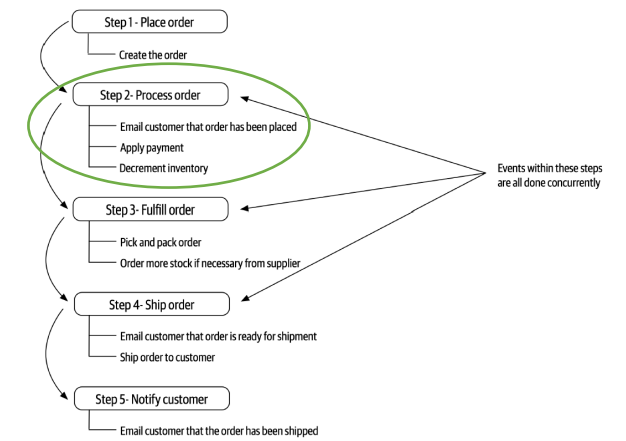 Step 1 - Place order
Create the order
Step 2- Process order
Email customer that order has been placed
Apply payment
Decrement inventory
Events within these steps
are all done concurrently
Step 3- Fulfill order
Pick and pack order
Order more stock if necessary from supplier
Step 4- Ship order
Email customer that order is ready for shipment
Ship order to customer
Step 5- Notify customer
Email customer that the order has been shipped